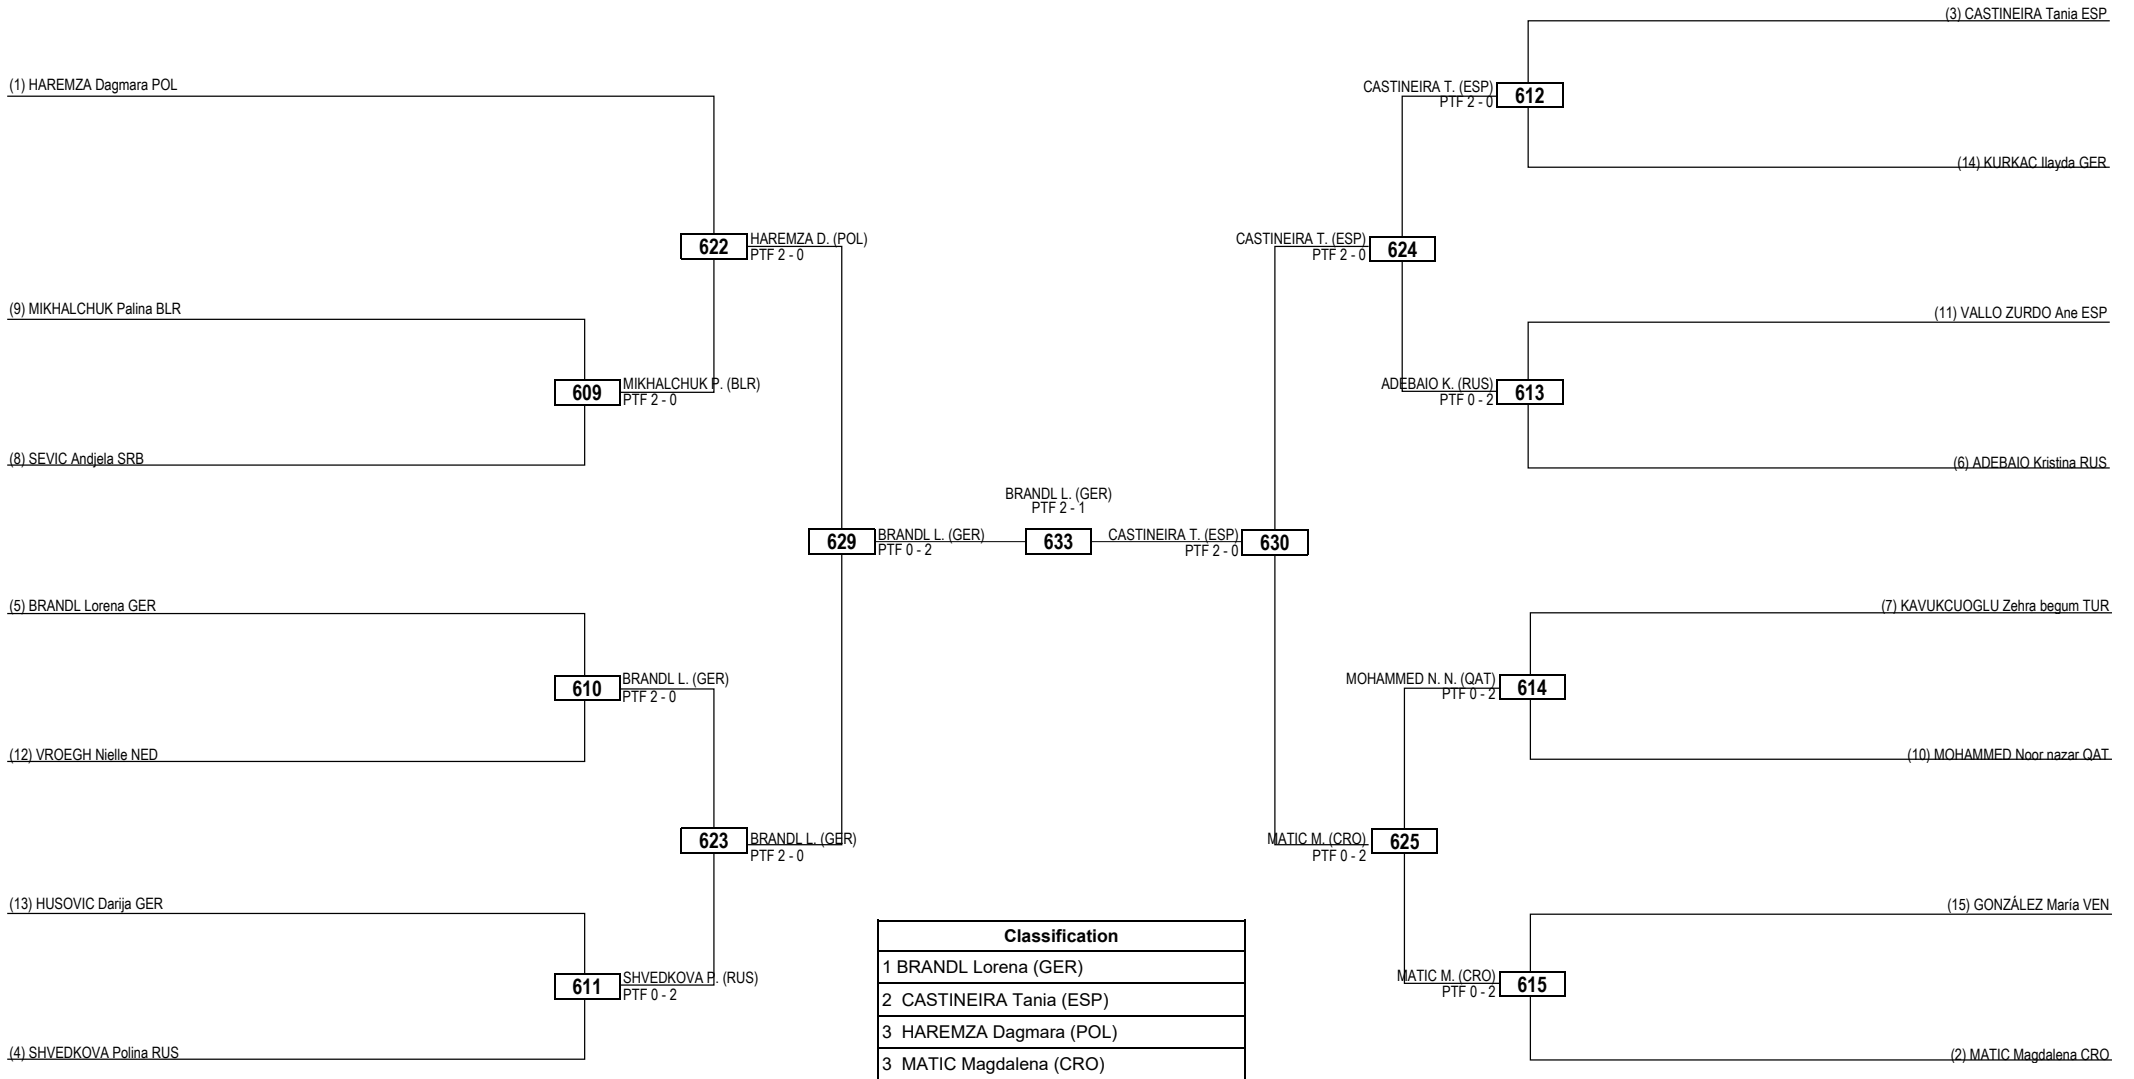 (3) CASTINEIRA Tania ESP
(1) HAREMZA Dagmara POL
CASTINEIRA T. (ESP)
PTF 2 - 0
612
(14) KURKAC Ilayda GER
622
HAREMZA D. (POL)
PTF 2 - 0
CASTINEIRA T. (ESP)
PTF 2 - 0
624
(9) MIKHALCHUK Palina BLR
(11) VALLO ZURDO Ane ESP
609
MIKHALCHUK P. (BLR)
PTF 2 - 0
ADEBAIO K. (RUS)
PTF 0 - 2
613
(8) SEVIC Andjela SRB
(6) ADEBAIO Kristina RUS
BRANDL L. (GER)
PTF 2 - 1
629
BRANDL L. (GER)
PTF 0 - 2
633
CASTINEIRA T. (ESP)
PTF 2 - 0
630
(5) BRANDL Lorena GER
(7) KAVUKCUOGLU Zehra begum TUR
610
BRANDL L. (GER)
PTF 2 - 0
MOHAMMED N. N. (QAT)
PTF 0 - 2
614
(12) VROEGH Nielle NED
(10) MOHAMMED Noor nazar QAT
623
BRANDL L. (GER)
PTF 2 - 0
MATIC M. (CRO)
PTF 0 - 2
625
(13) HUSOVIC Darija GER
(15) GONZÁLEZ María VEN
611
SHVEDKOVA P. (RUS)
PTF 0 - 2
MATIC M. (CRO)
PTF 0 - 2
615
(4) SHVEDKOVA Polina RUS
(2) MATIC Magdalena CRO
Classification
1 BRANDL Lorena (GER)
2 CASTINEIRA Tania (ESP)
3 HAREMZA Dagmara (POL)
3 MATIC Magdalena (CRO)